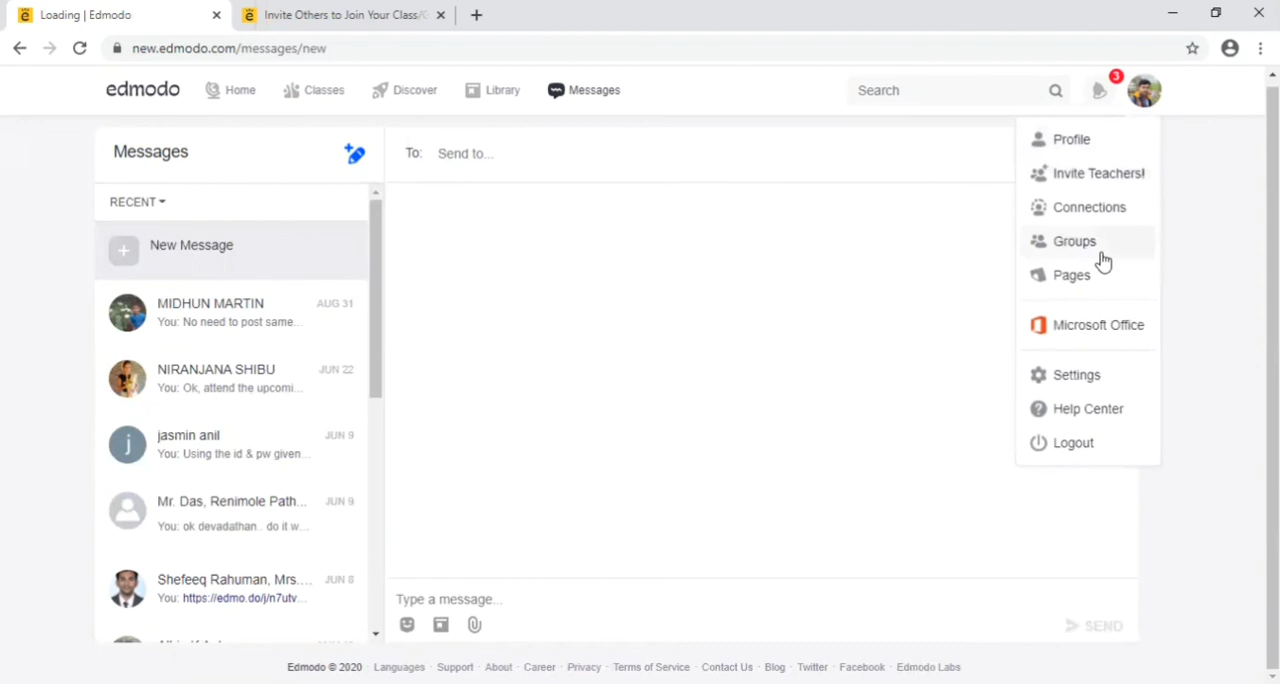 Loading | Edmodo
Invite Others to Join Your Class/G
new.edmodo.com/messages/new
edmodo
Home
Classes
Discover
Library
Messages
Search
3
Messages
To: Send to...
Profile
Invite Teachers!
Connections
Groups
Pages
Microsoft Office
Settings
Help Center
Logout
RECENT
New Message
MIDHUN MARTIN AUG 31
You: No need to post same...
NIRANJANA SHIBU JUN 22
You: Ok, attend the upcomi...
j
jasmin anil JUN 9
You: Using the id & pw given...
Mr. Das, Renimole Path... JUN 9
You: ok devadathan.. do it w...
Shefeeq Rahuman, Mrs.... JUN 8
You: https://edmo.do/j/n7utv...
Type a message...
SEND
Edmodo © 2020 · Languages · Support · About · Career · Privacy · Terms of Service · Contact Us · Blog · Twitter · Facebook · Edmodo Labs